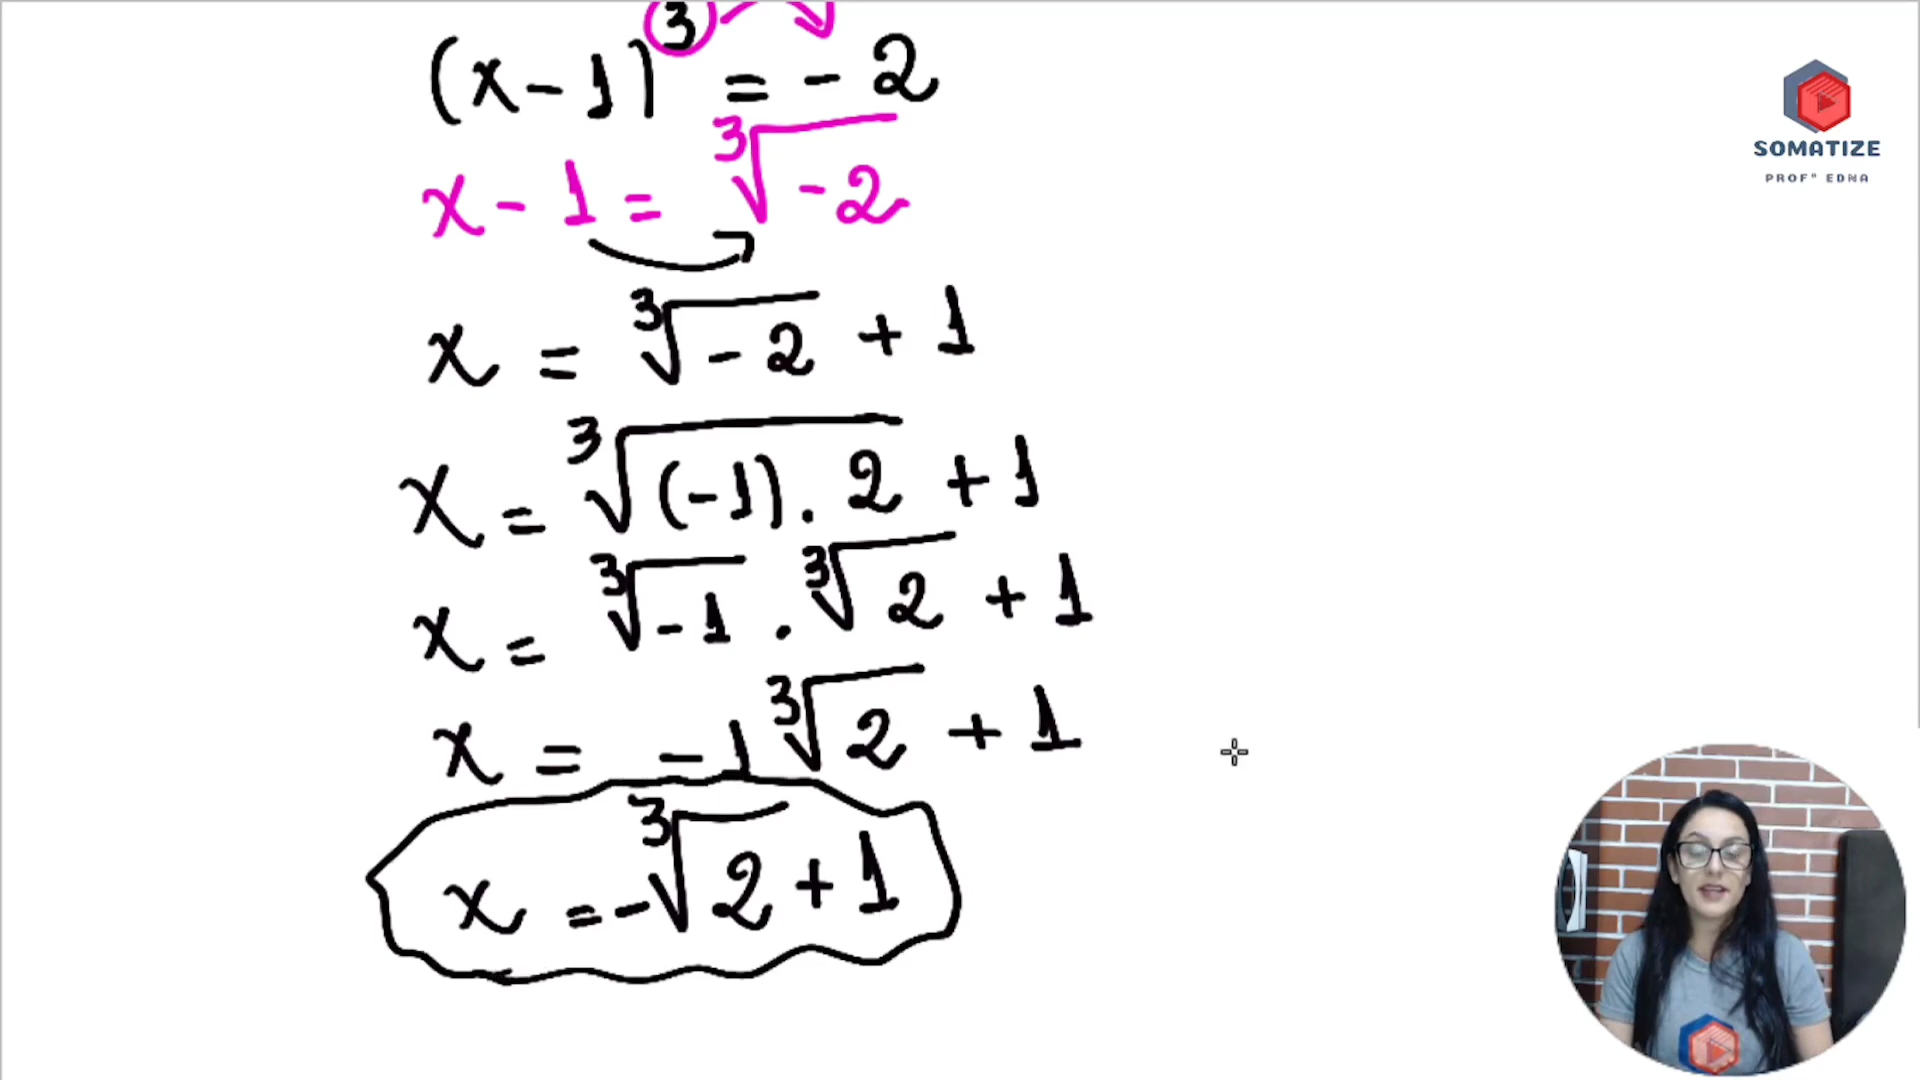 (x-1)³ = -2
x-1 = ∛-2
x = ∛-2 + 1
x = ∛(-1).2 + 1
x = ∛-1 . ∛2 + 1
x = -1∛2 + 1
x = -∛2 + 1
SOMATIZE
PROFª EDNA